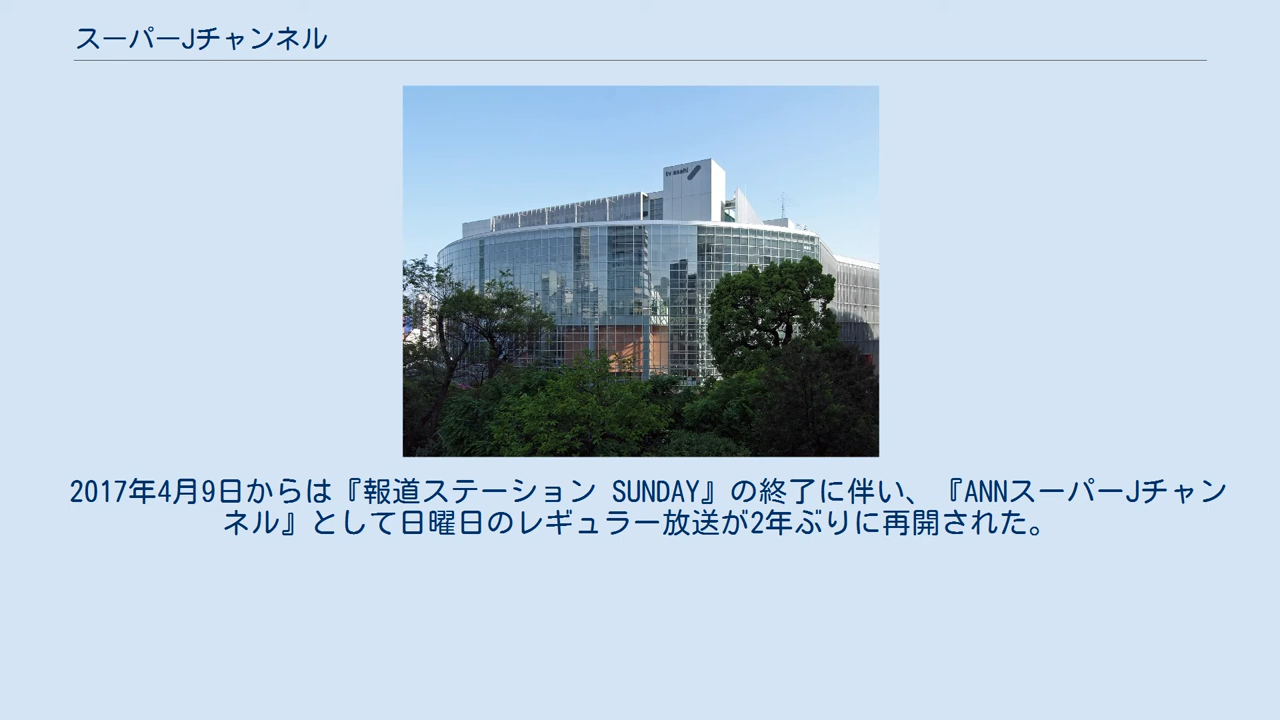 スーパーJチャンネル
tv asahi
2017年4月9日からは『報道ステーション SUNDAY』の終了に伴い、『ANNスーパーJチャン
ネル』として日曜日のレギュラー放送が2年ぶりに再開された。